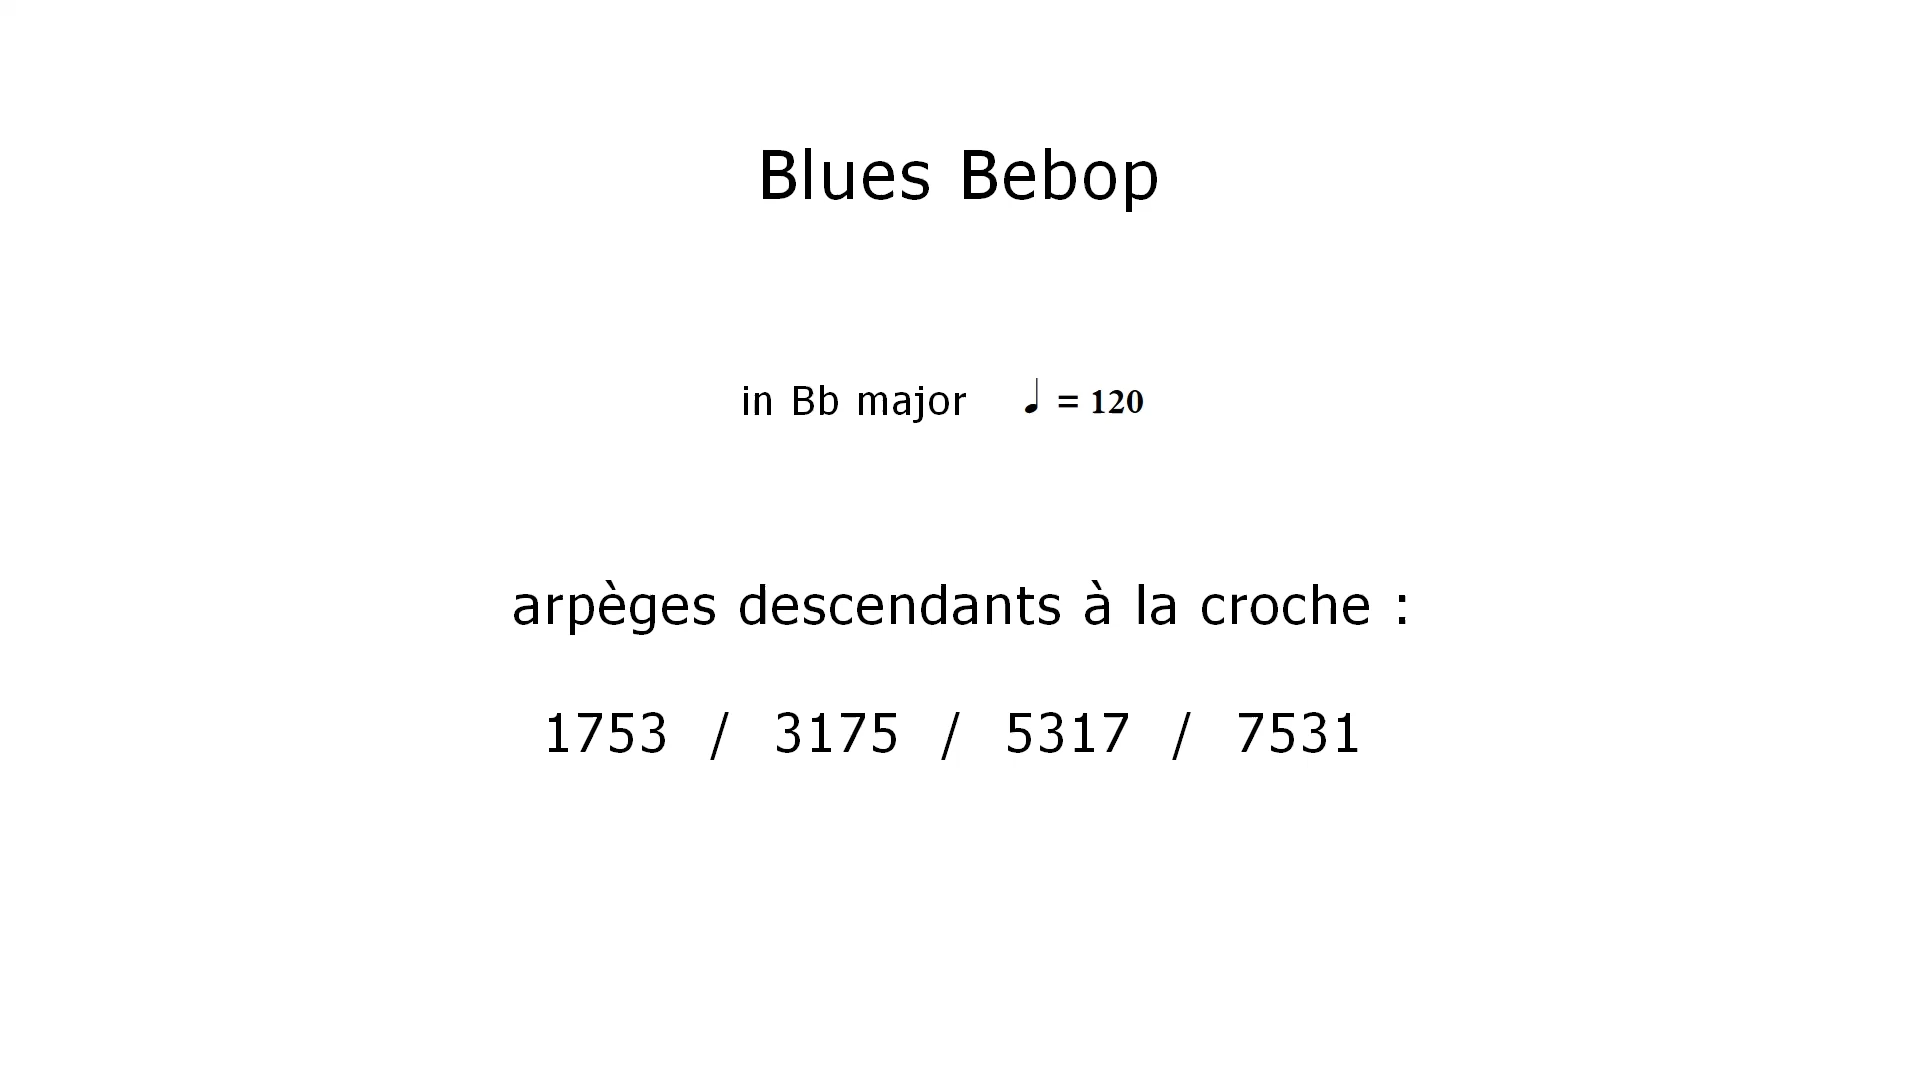 Blues Bebop
in Bb major ♩ = 120
arpèges descendants à la croche :
1753 / 3175 / 5317 / 7531